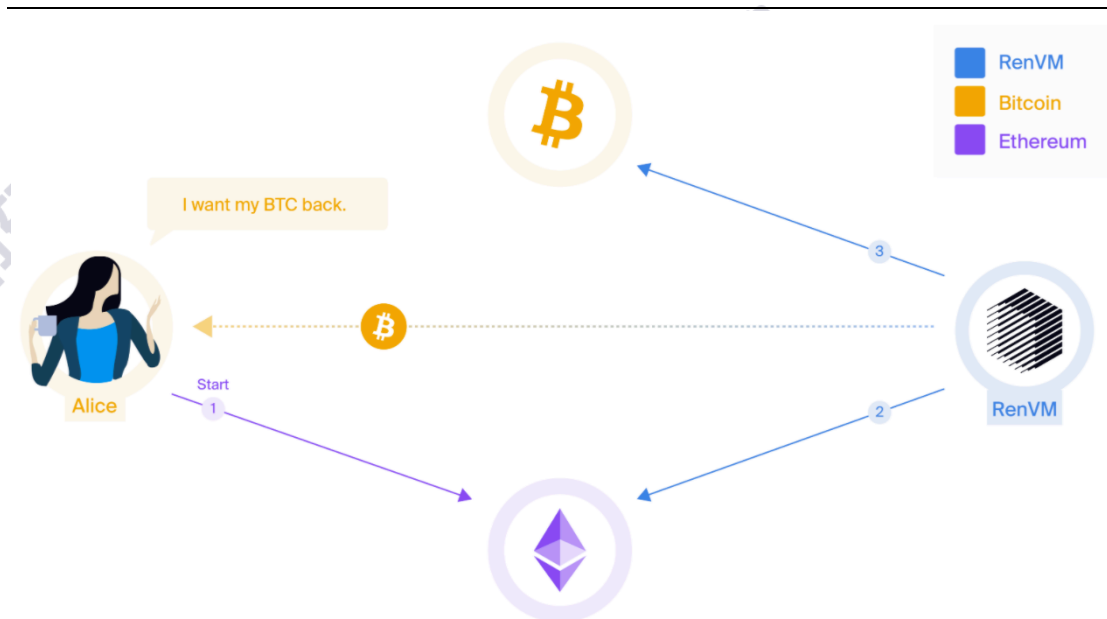 RenVM
Bitcoin
Ethereum
I want my BTC back.
3
Start
1
Alice
2
RenVM